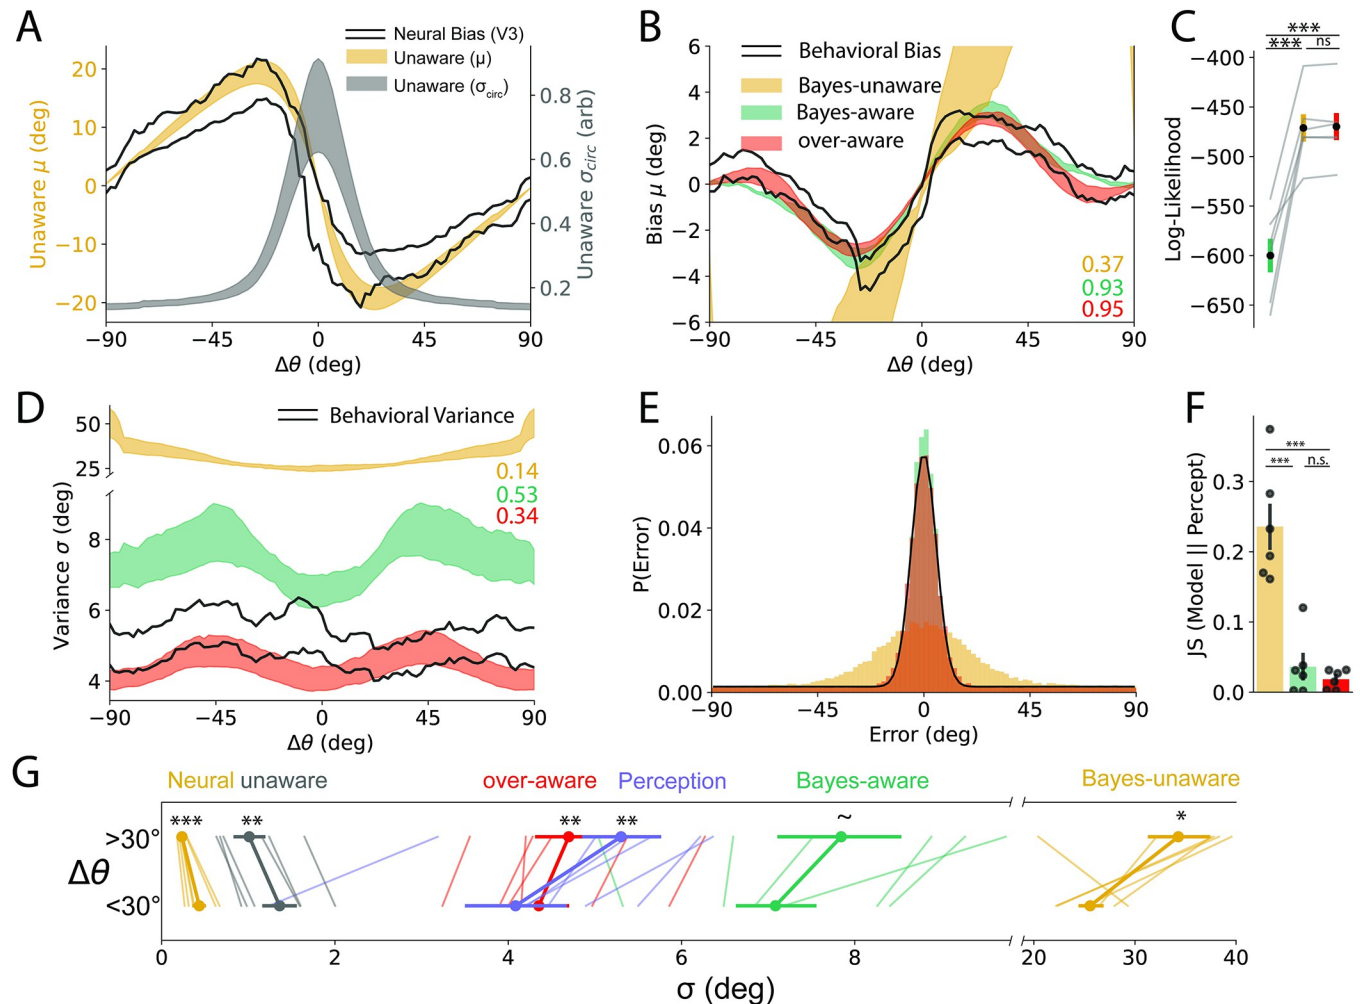 A
Neural Bias (V3)
Unaware (μ)
Unaware (σcirc)
Unaware μ (deg)
20
10
0
−10
−20
Unaware σcirc (arb)
0.8
0.6
0.4
0.2
−90
−45
0
45
90
Δθ (deg)
B
Behavioral Bias
Bayes-unaware
Bayes-aware
over-aware
Bias μ (deg)
6
4
2
0
−2
−4
−6
0.37
0.93
0.95
−90
−45
0
45
90
Δθ (deg)
C
***
*** ns
Log-Likelihood
−400
−450
−500
−550
−600
−650
D
Behavioral Variance
Variance σ (deg)
50
25
8
6
4
0.14
0.53
0.34
−90
−45
0
45
90
Δθ (deg)
E
P(Error)
0.06
0.04
0.02
0.00
−90
−45
0
45
90
Error (deg)
F
***
*** n.s.
JS (Model || Percept)
0.3
0.2
0.1
0.0
G
Neural unaware over-aware Perception Bayes-aware Bayes-unaware
*** ** ** ** ~ *
>30°
Δθ
<30°
0 2 4 6 8 20 30 40
σ (deg)